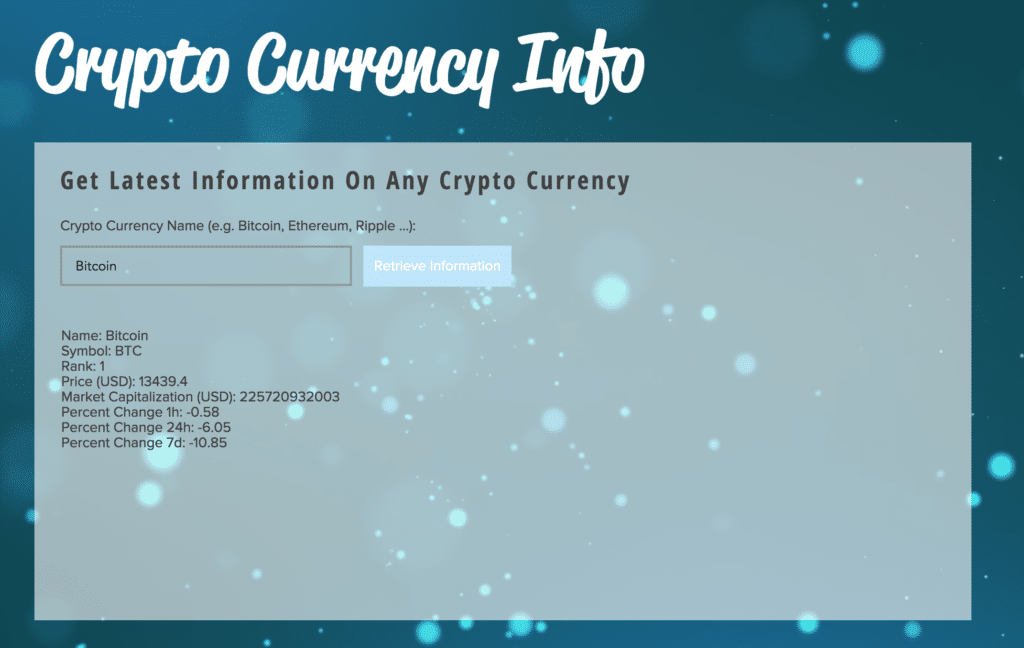 Crypto Currency Info
Get Latest Information On Any Crypto Currency
Crypto Currency Name (e.g. Bitcoin, Ethereum, Ripple ...):
Bitcoin
Retrieve Information
Name: Bitcoin
Symbol: BTC
Rank: 1
Price (USD): 13439.4
Market Capitalization (USD): 225720932003
Percent Change 1h: -0.58
Percent Change 24h: -6.05
Percent Change 7d: -10.85